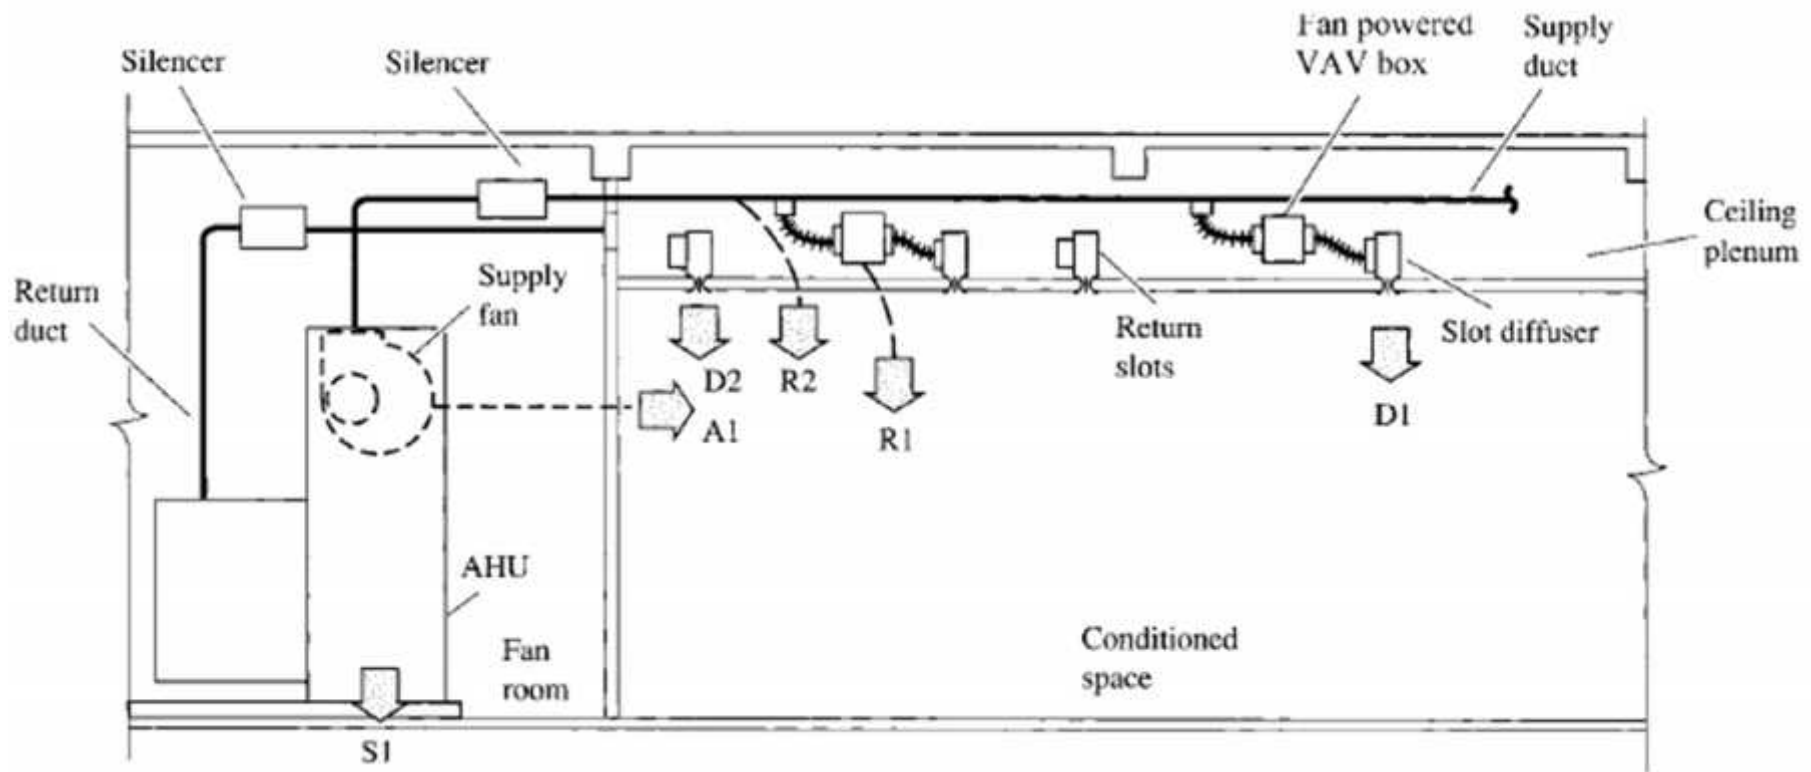 Silencer
Silencer
Fan powered
VAV box
Supply
duct
Ceiling
plenum
Return
duct
Supply
fan
Return
slots
Slot diffuser
D2
R2
A1
R1
D1
AHU
Fan
room
Conditioned
space
S1